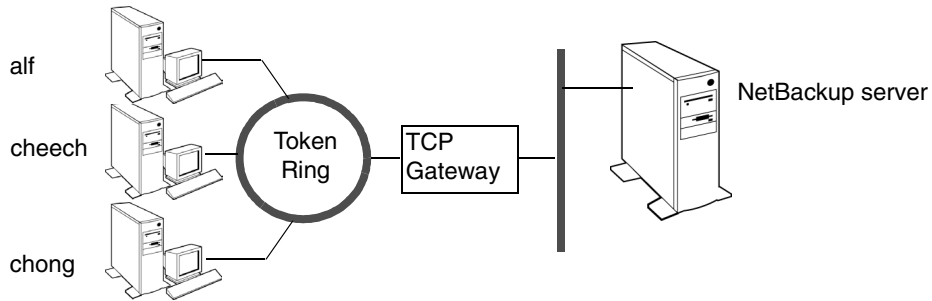 alf
cheech
chong
Token
Ring
TCP
Gateway
NetBackup server